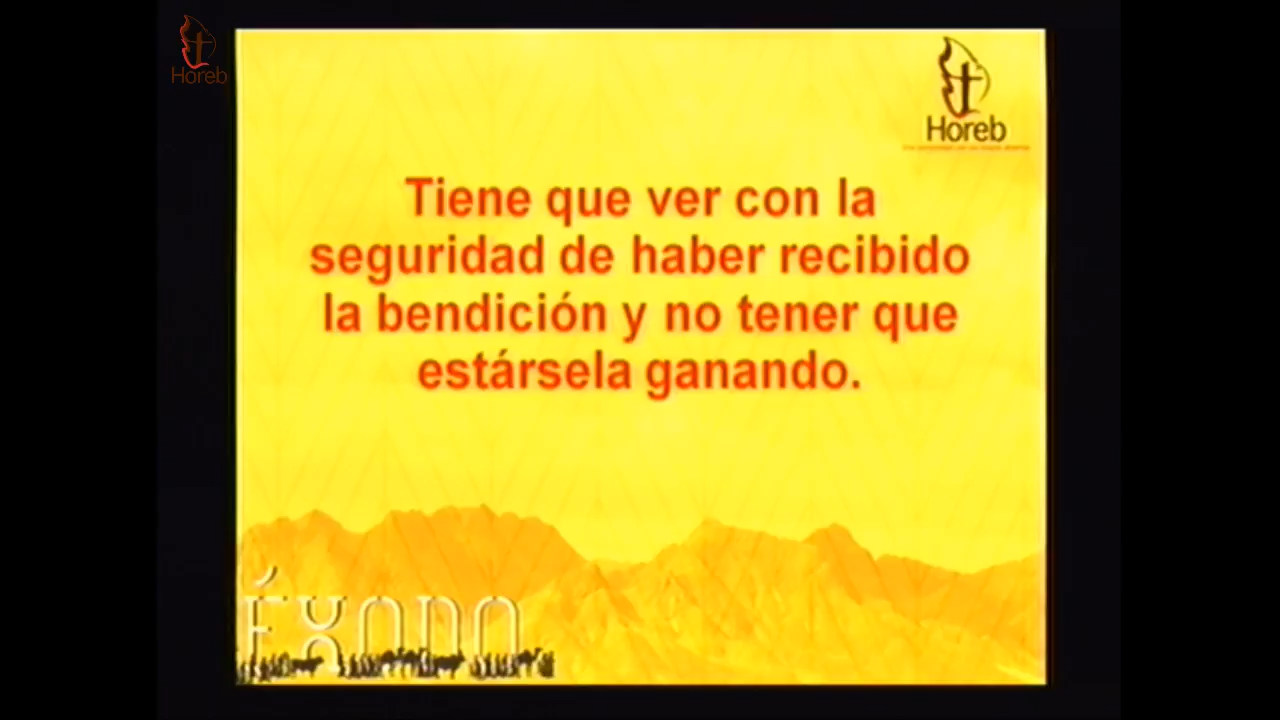 Horeb
Horeb
Tiene que ver con la
seguridad de haber recibido
la bendición y no tener que
estársela ganando.
ÉXODO